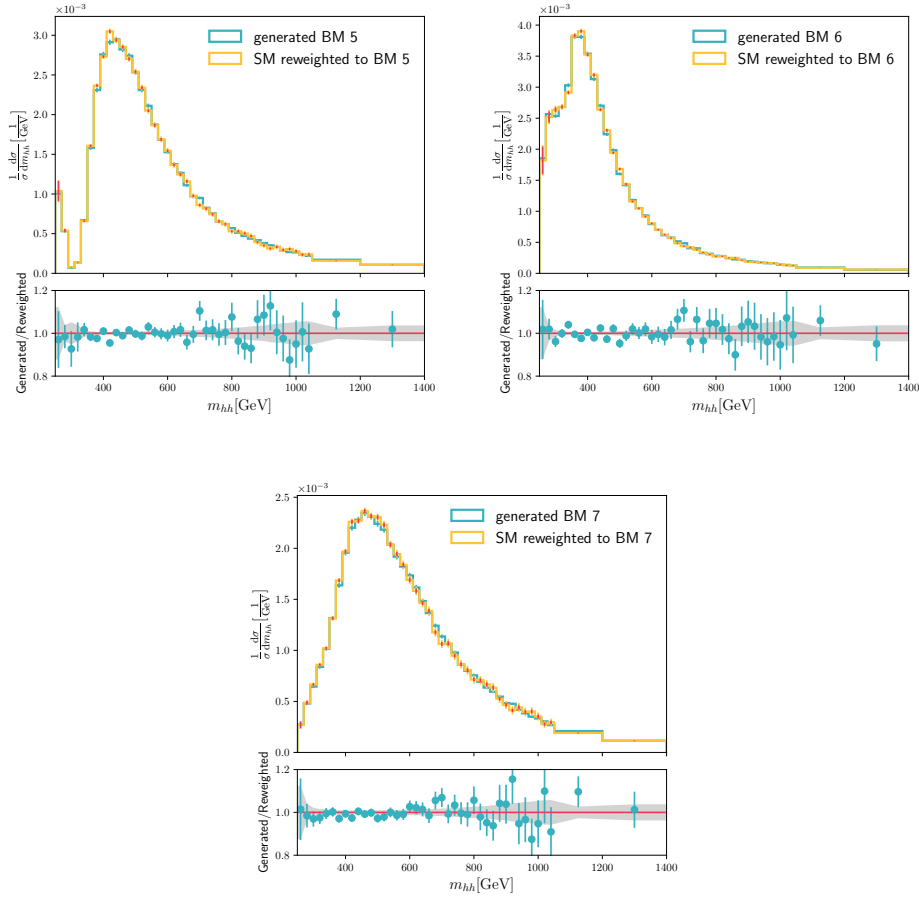 ×10⁻³
generated BM 5
SM reweighted to BM 5
3.0
2.5
2.0
1.5
1.0
0.5
0.0
1/σ dσ/dm_hh [1/GeV]
1.2
1.0
0.8
Generated/Reweighted
400 600 800 1000 1200 1400
m_hh[GeV]
×10⁻³
generated BM 6
SM reweighted to BM 6
4.0
3.5
3.0
2.5
2.0
1.5
1.0
0.5
0.0
1/σ dσ/dm_hh [1/GeV]
1.2
1.0
0.8
Generated/Reweighted
400 600 800 1000 1200 1400
m_hh[GeV]
×10⁻³
generated BM 7
SM reweighted to BM 7
2.5
2.0
1.5
1.0
0.5
0.0
1/σ dσ/dm_hh [1/GeV]
1.2
1.0
0.8
Generated/Reweighted
400 600 800 1000 1200 1400
m_hh[GeV]